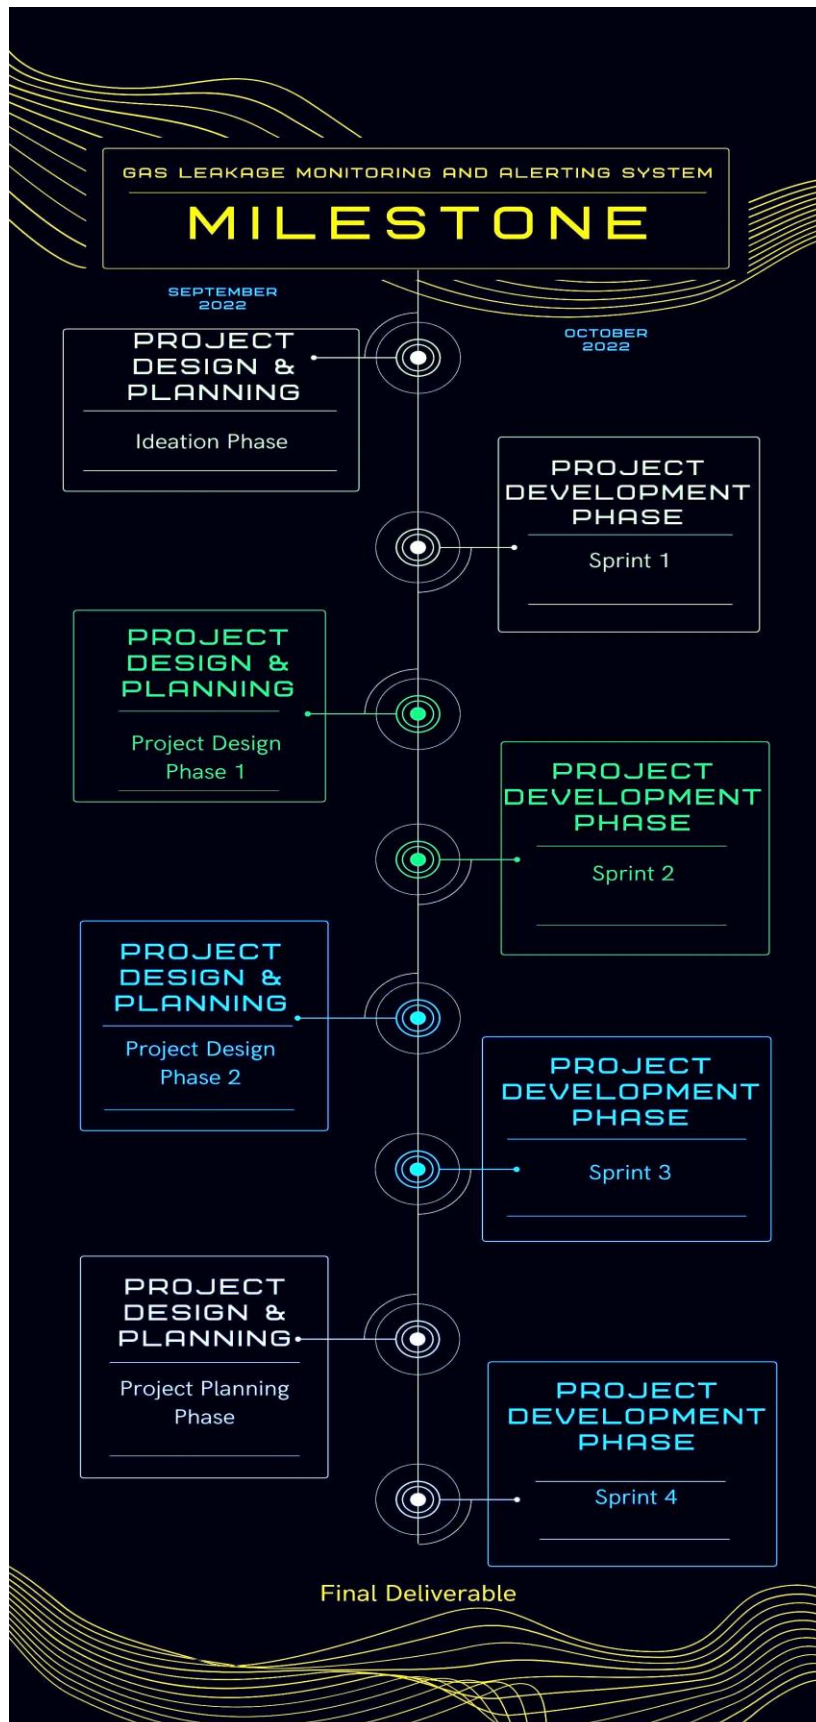 GAS LEAKAGE MONITORING AND ALERTING SYSTEM
MILESTONE
SEPTEMBER
2022
OCTOBER
2022
PROJECT
DESIGN &
PLANNING
Ideation Phase
PROJECT
DEVELOPMENT
PHASE
Sprint 1
PROJECT
DESIGN &
PLANNING
Project Design
Phase 1
PROJECT
DEVELOPMENT
PHASE
Sprint 2
PROJECT
DESIGN &
PLANNING
Project Design
Phase 2
PROJECT
DEVELOPMENT
PHASE
Sprint 3
PROJECT
DESIGN &
PLANNING
Project Planning
Phase
PROJECT
DEVELOPMENT
PHASE
Sprint 4
Final Deliverable